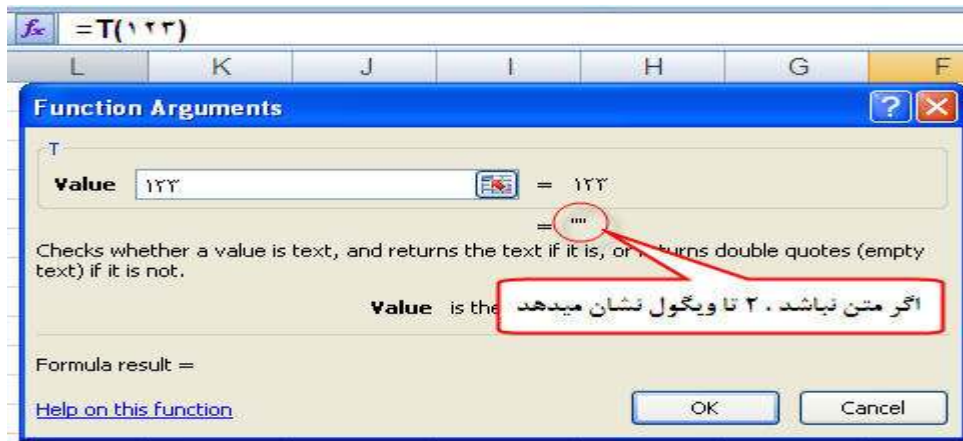 fx =T(۱۲۳)
L K J I H G F
Function Arguments
T
Value ۱۲۳ = ۱۲۳
= ""
Checks whether a value is text, and returns the text if it is, or returns double quotes (empty
text) if it is not.
Value is the
اگر متن نباشد ، ۲ تا ویگول نشان میدهد
Formula result =
Help on this function OK Cancel